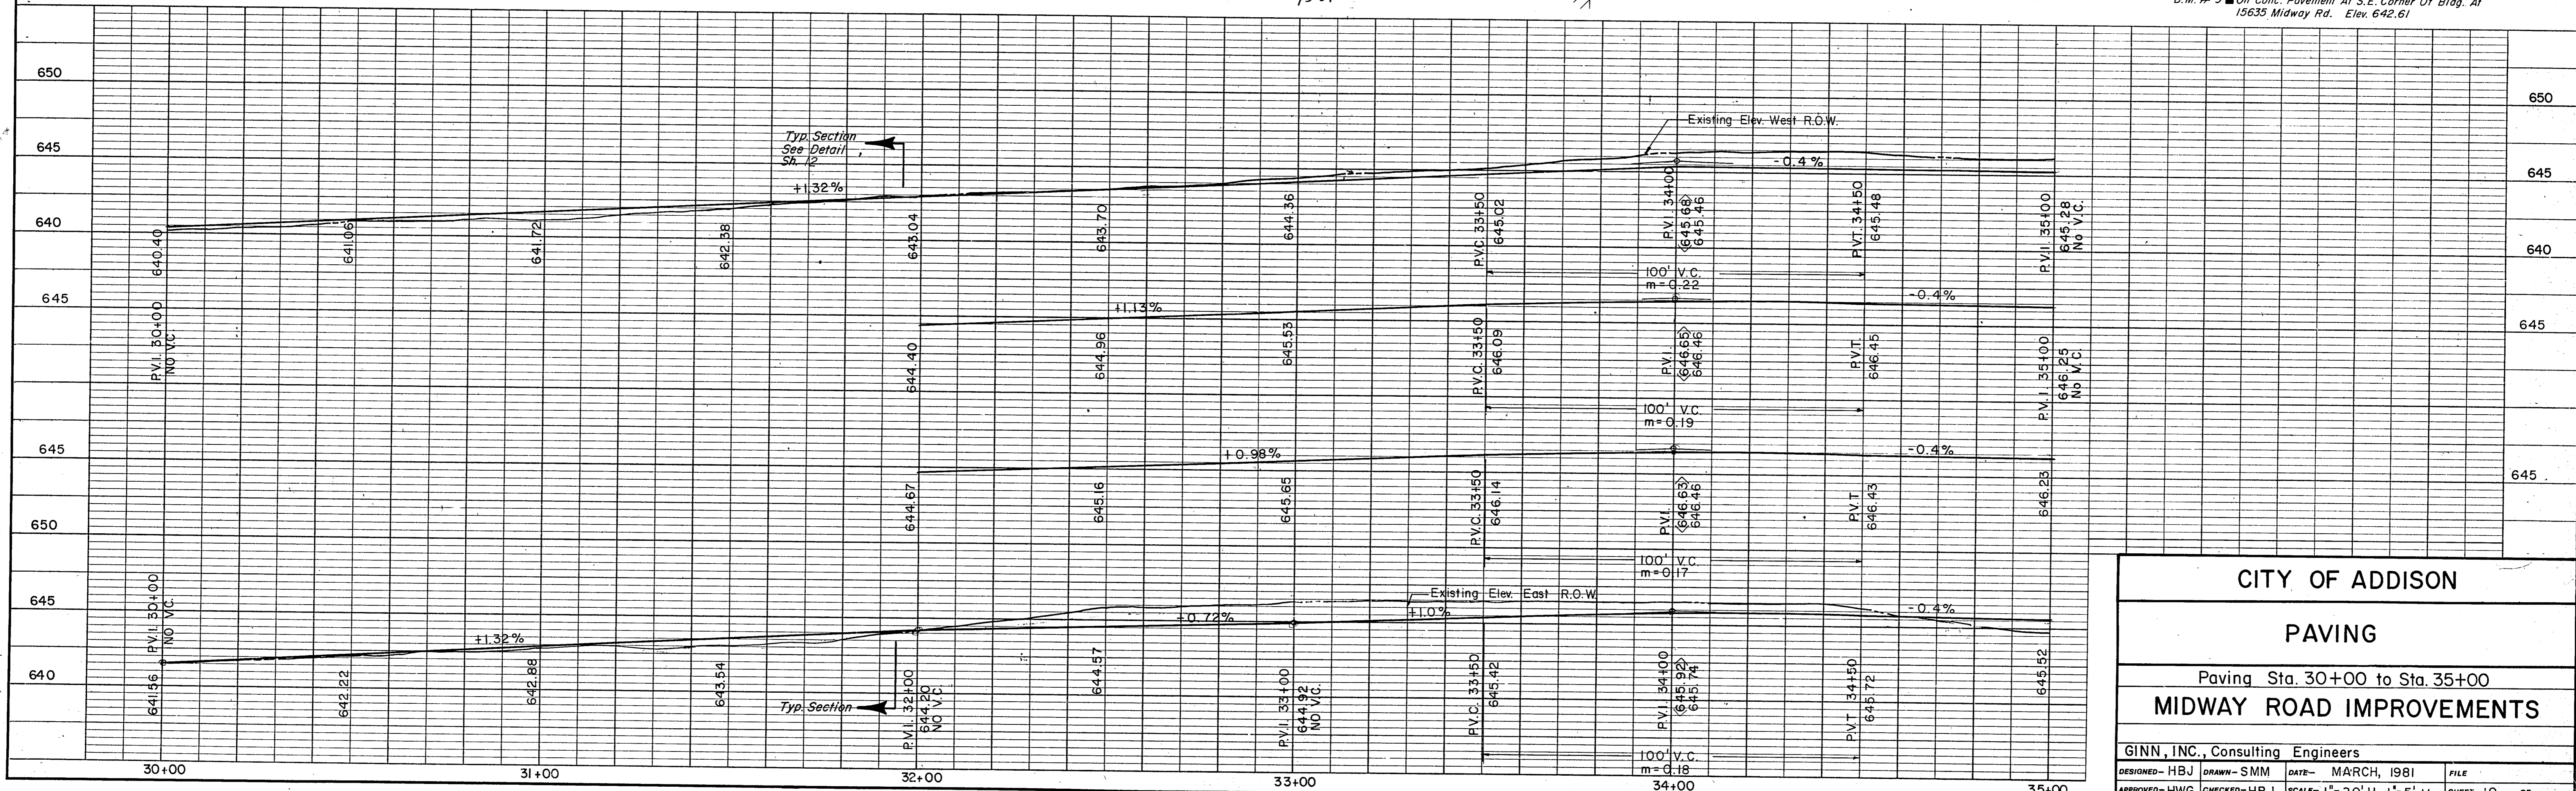 On Conc. Pavement At S.E. Corner Of Bldg. At
15635 Midway Rd. Elev. 642.61
650
650
645
645
640
640
Typ. Section
See Detail
Sh. 12
+1.32%
Existing Elev. West R.O.W.
-0.4%
P.V.I. 30+00
NO V.C.
640.40
641.06
641.72
642.38
643.04
643.70
644.36
P.V.C. 33+50
645.02
P.V.I. 34+00
<645.68>
645.46
P.V.T. 34+50
645.48
P.V.I. 35+00
645.28
No V.C.
100' V.C.
m=0.22
645
645
+1.13%
-0.4%
644.40
644.96
645.53
P.V.C. 33+50
646.09
P.V.I.
<646.65>
646.46
P.V.T.
646.45
P.V.I. 35+00
646.25
No V.C.
100' V.C.
m=0.19
645
645
+0.98%
-0.4%
644.67
645.16
645.65
P.V.C. 33+50
646.14
P.V.I.
<646.63>
646.46
P.V.T
646.43
646.23
100' V.C.
m=0.17
650
645
640
P.V.I. 30+00
NO V.C.
641.56
+1.32%
Existing Elev. East R.O.W.
+0.72%
+1.0%
-0.4%
642.22
642.88
643.54
Typ. Section
P.V.I. 32+00
644.20
NO V.C.
644.57
P.V.I. 33+00
644.92
NO V.C.
P.V.C. 33+50
645.42
P.V.I. 34+00
<645.92>
645.74
P.V.T 34+50
645.72
645.52
100' V.C.
m=0.18
30+00
31+00
32+00
33+00
34+00
35+00
CITY OF ADDISON
PAVING
Paving Sta. 30+00 to Sta. 35+00
MIDWAY ROAD IMPROVEMENTS
GINN, INC., Consulting Engineers
DESIGNED- HBJ DRAWN- SMM DATE- MARCH, 1981 FILE
APPROVED- HWG CHECKED- HBJ SCALE- 1"=20' H. 1"=5' V. SHEET 10